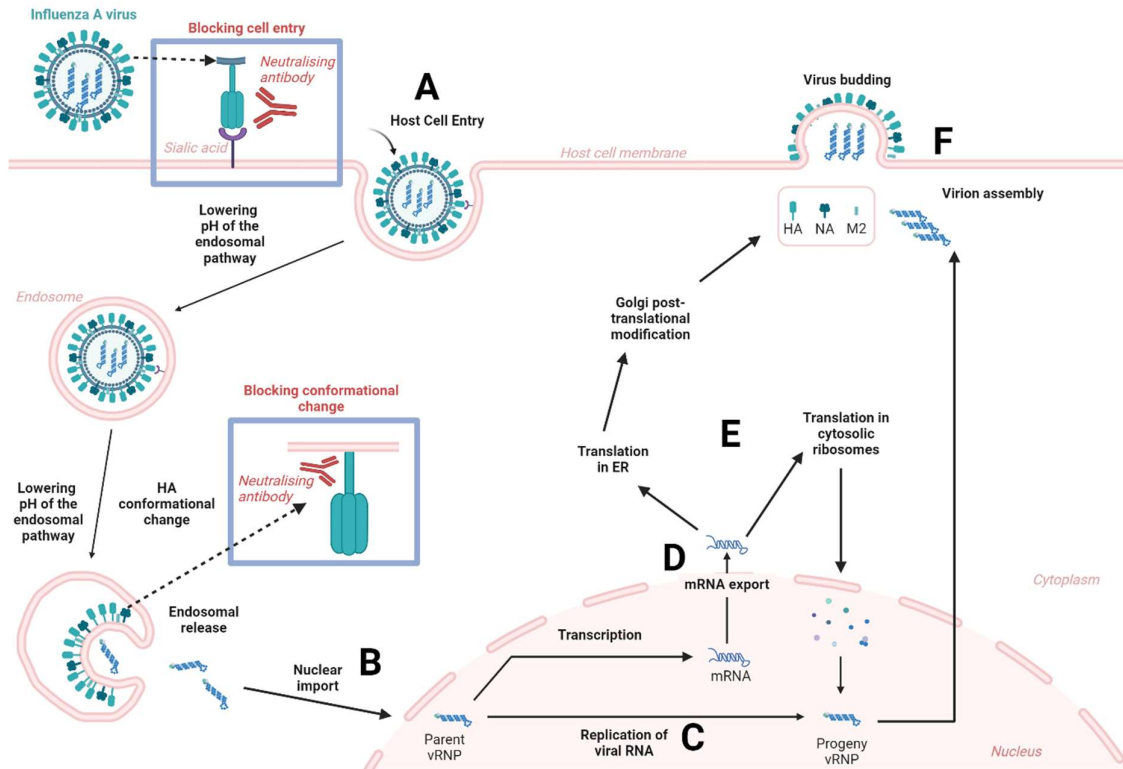 Influenza A virus
Blocking cell entry
Neutralising
antibody
Sialic acid
A
Host Cell Entry
Host cell membrane
Virus budding
F
Virion assembly
HA NA M2
Lowering
pH of the
endosomal
pathway
Endosome
Golgi post-
translational
modification
Blocking conformational
change
Neutralising
antibody
Lowering
pH of the
endosomal
pathway
HA
conformational
change
E
Translation
in ER
Translation in
cytosolic
ribosomes
D
mRNA export
Cytoplasm
Endosomal
release
Nuclear
import
B
Transcription
mRNA
Parent
vRNP
Replication of
viral RNA
C
Progeny
vRNP
Nucleus